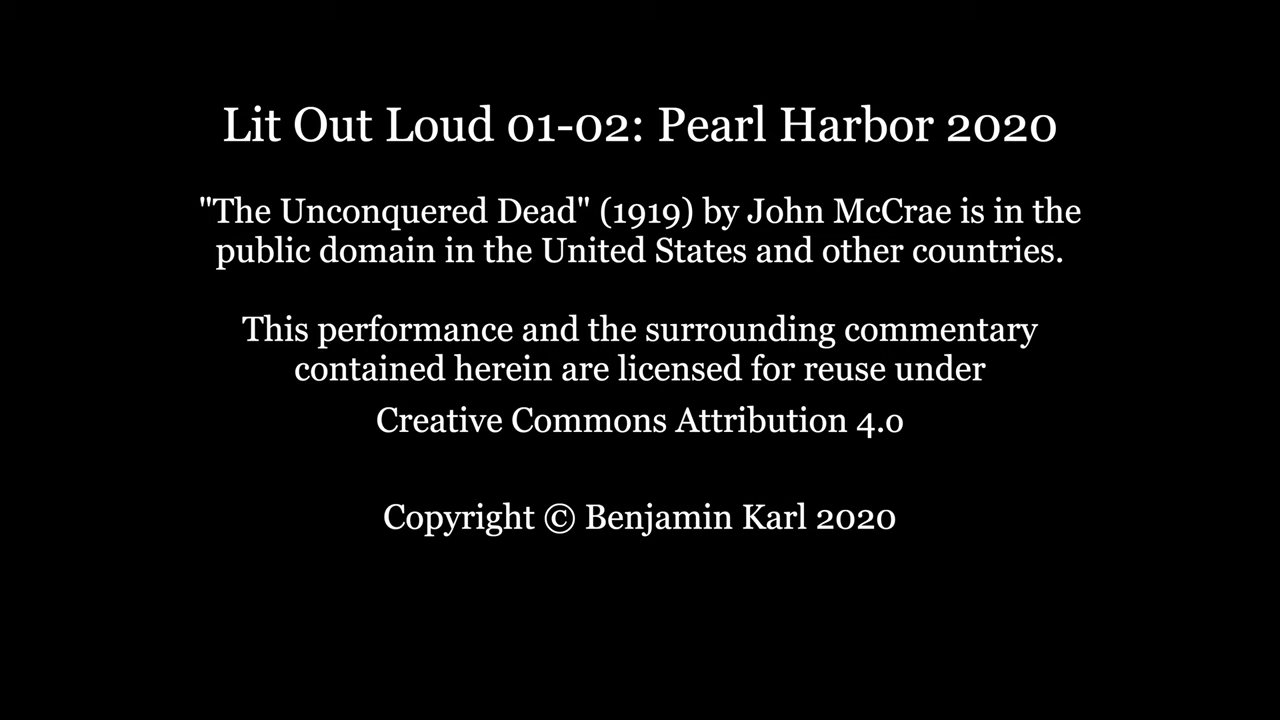 Lit Out Loud 01-02: Pearl Harbor 2020
"The Unconquered Dead" (1919) by John McCrae is in the
public domain in the United States and other countries.
This performance and the surrounding commentary
contained herein are licensed for reuse under
Creative Commons Attribution 4.0
Copyright © Benjamin Karl 2020